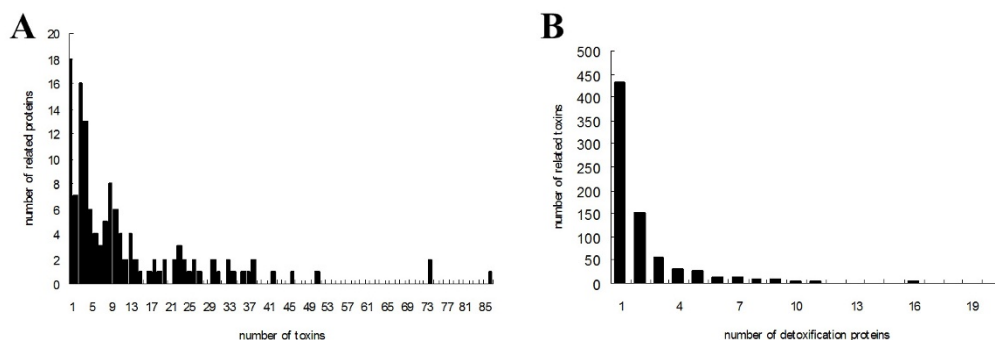 A
20
18
16
14
12
10
8
6
4
2
0
number of related proteins
1 5 9 13 17 21 25 29 33 37 41 45 49 53 57 61 65 69 73 77 81 85
number of toxins
B
500
450
400
350
300
250
200
150
100
50
0
number of related toxins
1 4 7 10 13 16 19
number of detoxification proteins